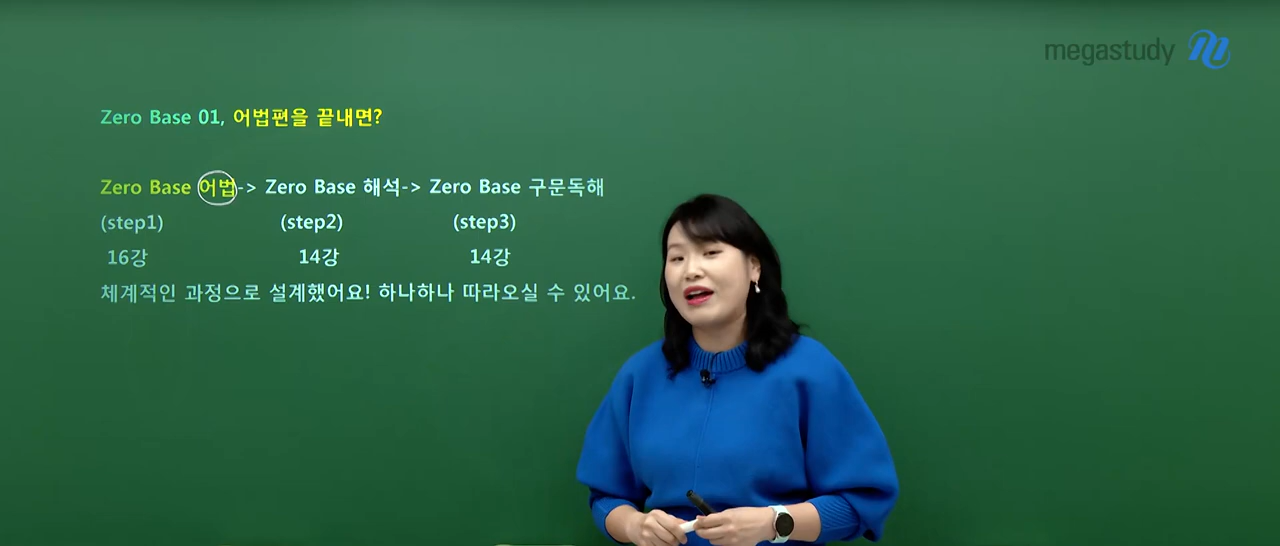 megastudy
Zero Base 01, 어법편을 끝내면?
Zero Base 어법-> Zero Base 해석-> Zero Base 구문독해
(step1) (step2) (step3)
16강 14강 14강
체계적인 과정으로 설계했어요! 하나하나 따라오실 수 있어요.